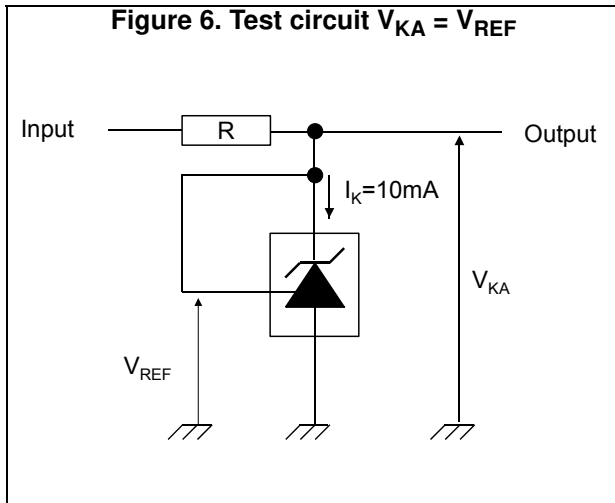 Figure 6. Test circuit VKA = VREF
Input
R
Output
IK=10mA
VKA
VREF